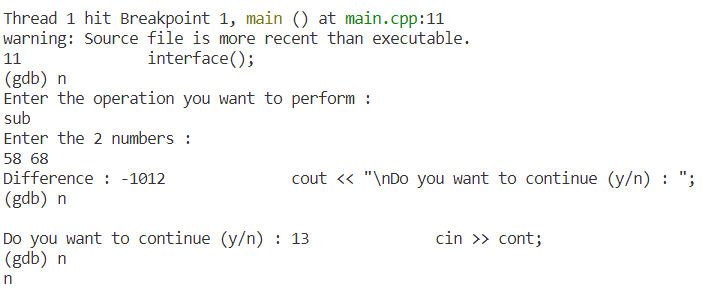 Thread 1 hit Breakpoint 1, main () at main.cpp:11
warning: Source file is more recent than executable.
11              interface();
(gdb) n
Enter the operation you want to perform :
sub
Enter the 2 numbers :
58 68
Difference : -1012              cout << "\nDo you want to continue (y/n) : ";
(gdb) n

Do you want to continue (y/n) : 13              cin >> cont;
(gdb) n
n